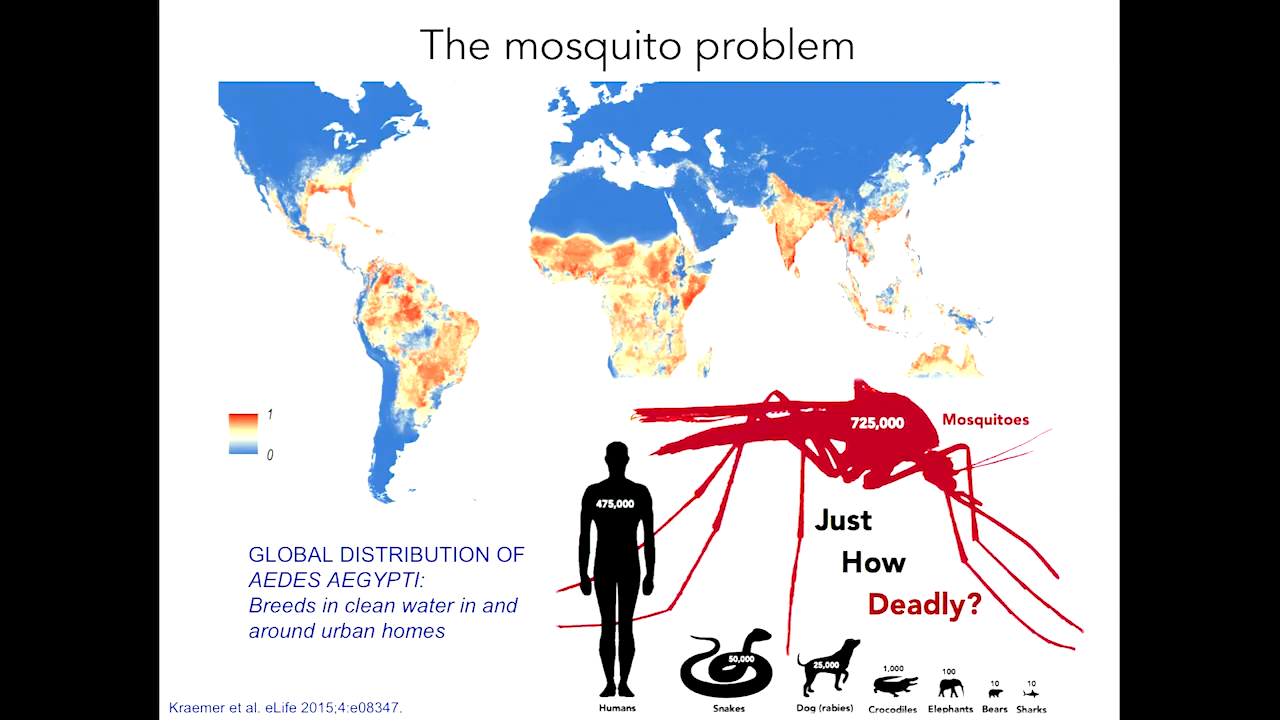 The mosquito problem
1
0
725,000
Mosquitoes
475,000
Just
How
Deadly?
GLOBAL DISTRIBUTION OF
AEDES AEGYPTI:
Breeds in clean water in and
around urban homes
50,000
25,000
1,000
100
10
10
Humans
Snakes
Dog (rabies)
Crocodiles
Elephants
Bears
Sharks
Kraemer et al. eLife 2015;4:e08347.